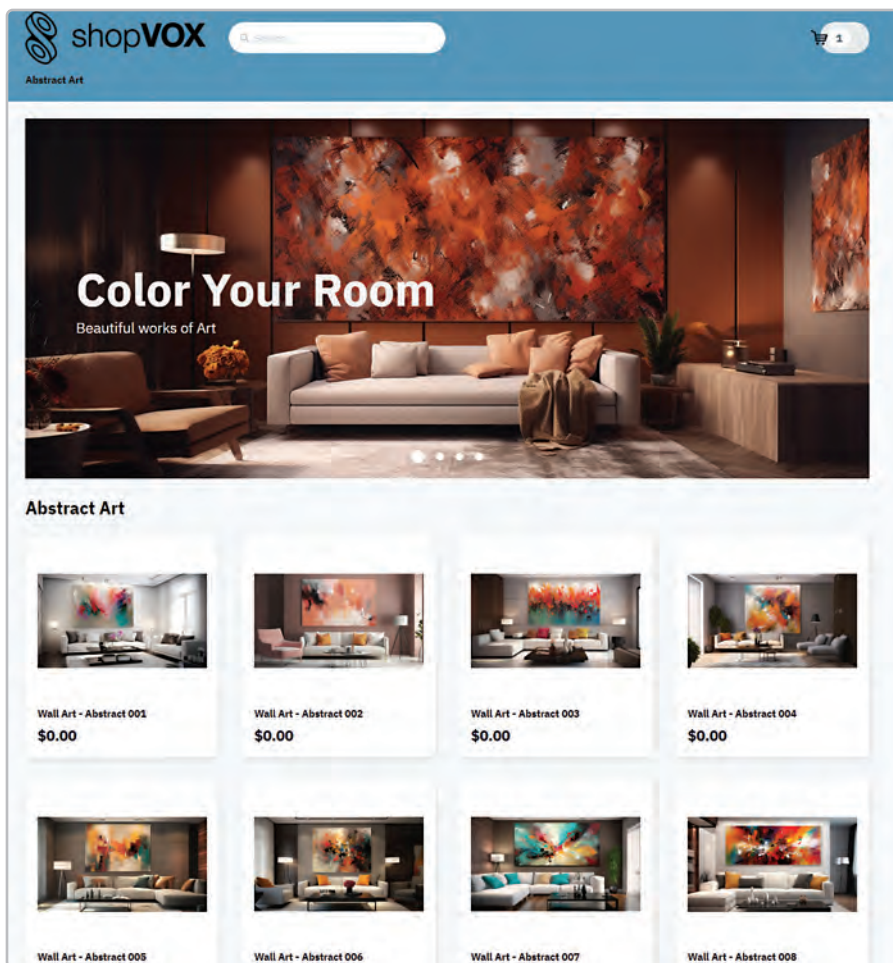 shopVOX
Search...
1
Abstract Art
Color Your Room
Beautiful works of Art
Abstract Art
Wall Art - Abstract 001
Wall Art - Abstract 002
Wall Art - Abstract 003
Wall Art - Abstract 004
$0.00
$0.00
$0.00
$0.00
Wall Art - Abstract 005
Wall Art - Abstract 006
Wall Art - Abstract 007
Wall Art - Abstract 008